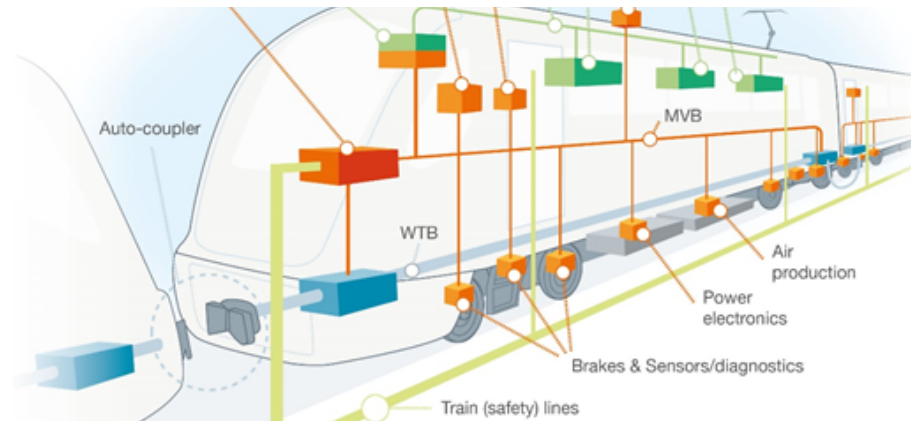 MVB
Auto-coupler
WTB
Air
production
Power
electronics
Brakes & Sensors/diagnostics
Train (safety) lines